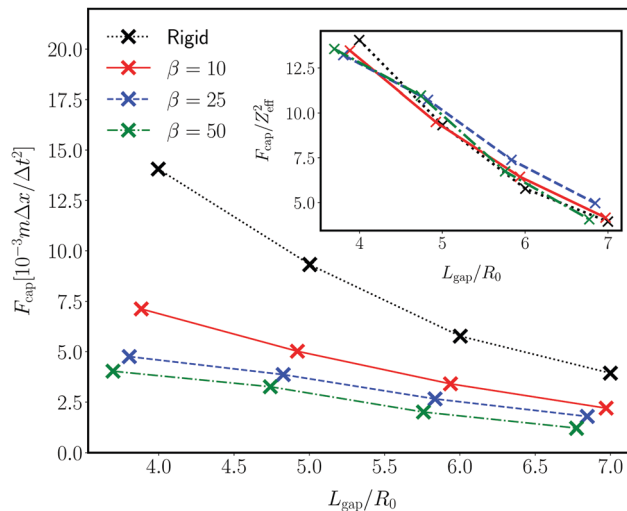 F_cap[10^-3 mΔx/Δt^2]
20.0
17.5
15.0
12.5
10.0
7.5
5.0
2.5
0.0
4.0 4.5 5.0 5.5 6.0 6.5 7.0
L_gap/R_0
Rigid
β = 10
β = 25
β = 50
F_cap/Z_eff^2
12.5
10.0
7.5
5.0
4 5 6 7
L_gap/R_0